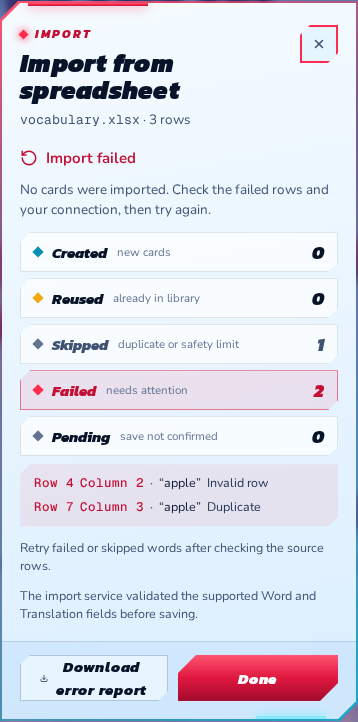 IMPORT
Import from
spreadsheet
vocabulary.xlsx · 3 rows
Import failed
No cards were imported. Check the failed rows and
your connection, then try again.
Created new cards 0
Reused already in library 0
Skipped duplicate or safety limit 1
Failed needs attention 2
Pending save not confirmed 0
Row 4 Column 2 · “apple” Invalid row
Row 7 Column 3 · “apple” Duplicate
Retry failed or skipped words after checking the source
rows.
The import service validated the supported Word and
Translation fields before saving.
Download
error report
Done